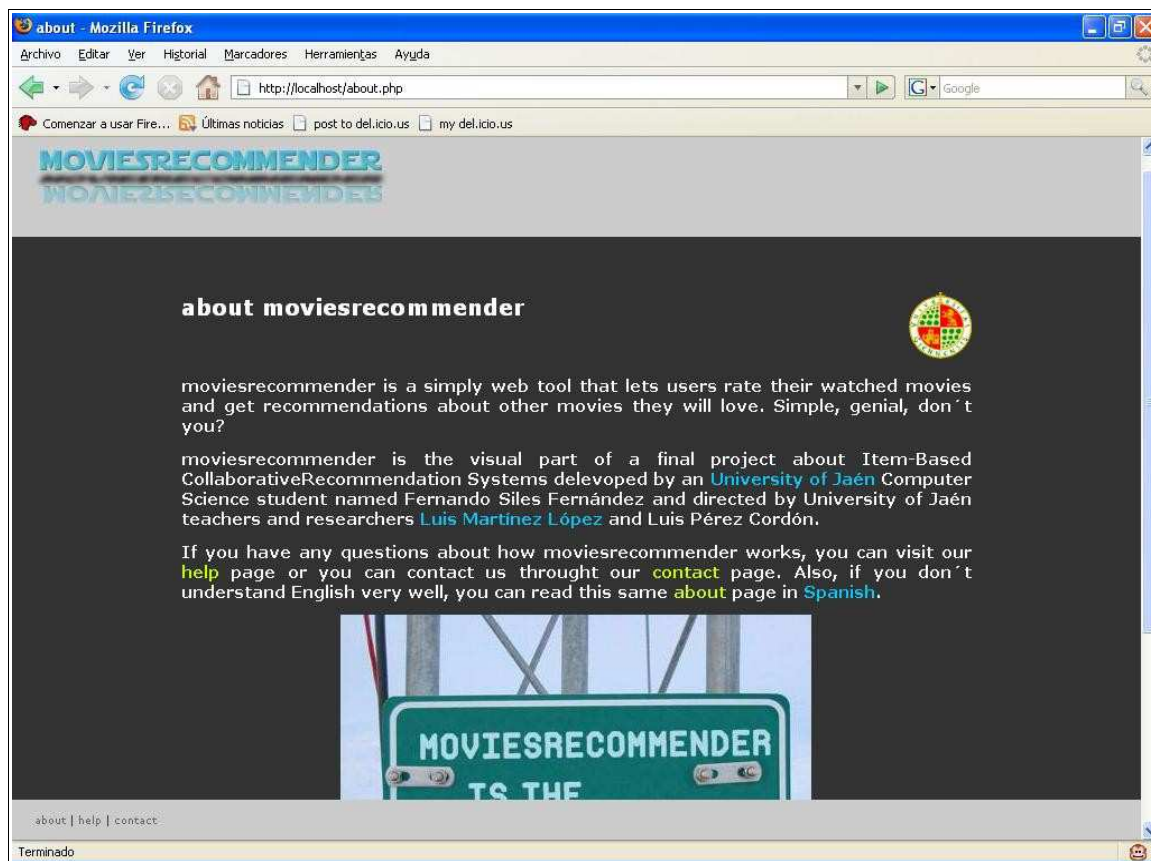 about - Mozilla Firefox
Archivo Editar Ver Historial Marcadores Herramientas Ayuda
http://localhost/about.php
G Google
Comenzar a usar Fire... Últimas noticias post to del.icio.us my del.icio.us
MOVIESRECOMMENDER
about moviesrecommender
moviesrecommender is a simply web tool that lets users rate their watched movies
and get recommendations about other movies they will love. Simple, genial, don´t
you?
moviesrecommender is the visual part of a final project about Item-Based
CollaborativeRecommendation Systems delevoped by an University of Jaén Computer
Science student named Fernando Siles Fernández and directed by University of Jaén
teachers and researchers Luis Martínez López and Luis Pérez Cordón.
If you have any questions about how moviesrecommender works, you can visit our
help page or you can contact us throught our contact page. Also, if you don´t
understand English very well, you can read this same about page in Spanish.
MOVIESRECOMMENDER
IS THE
about | help | contact
Terminado